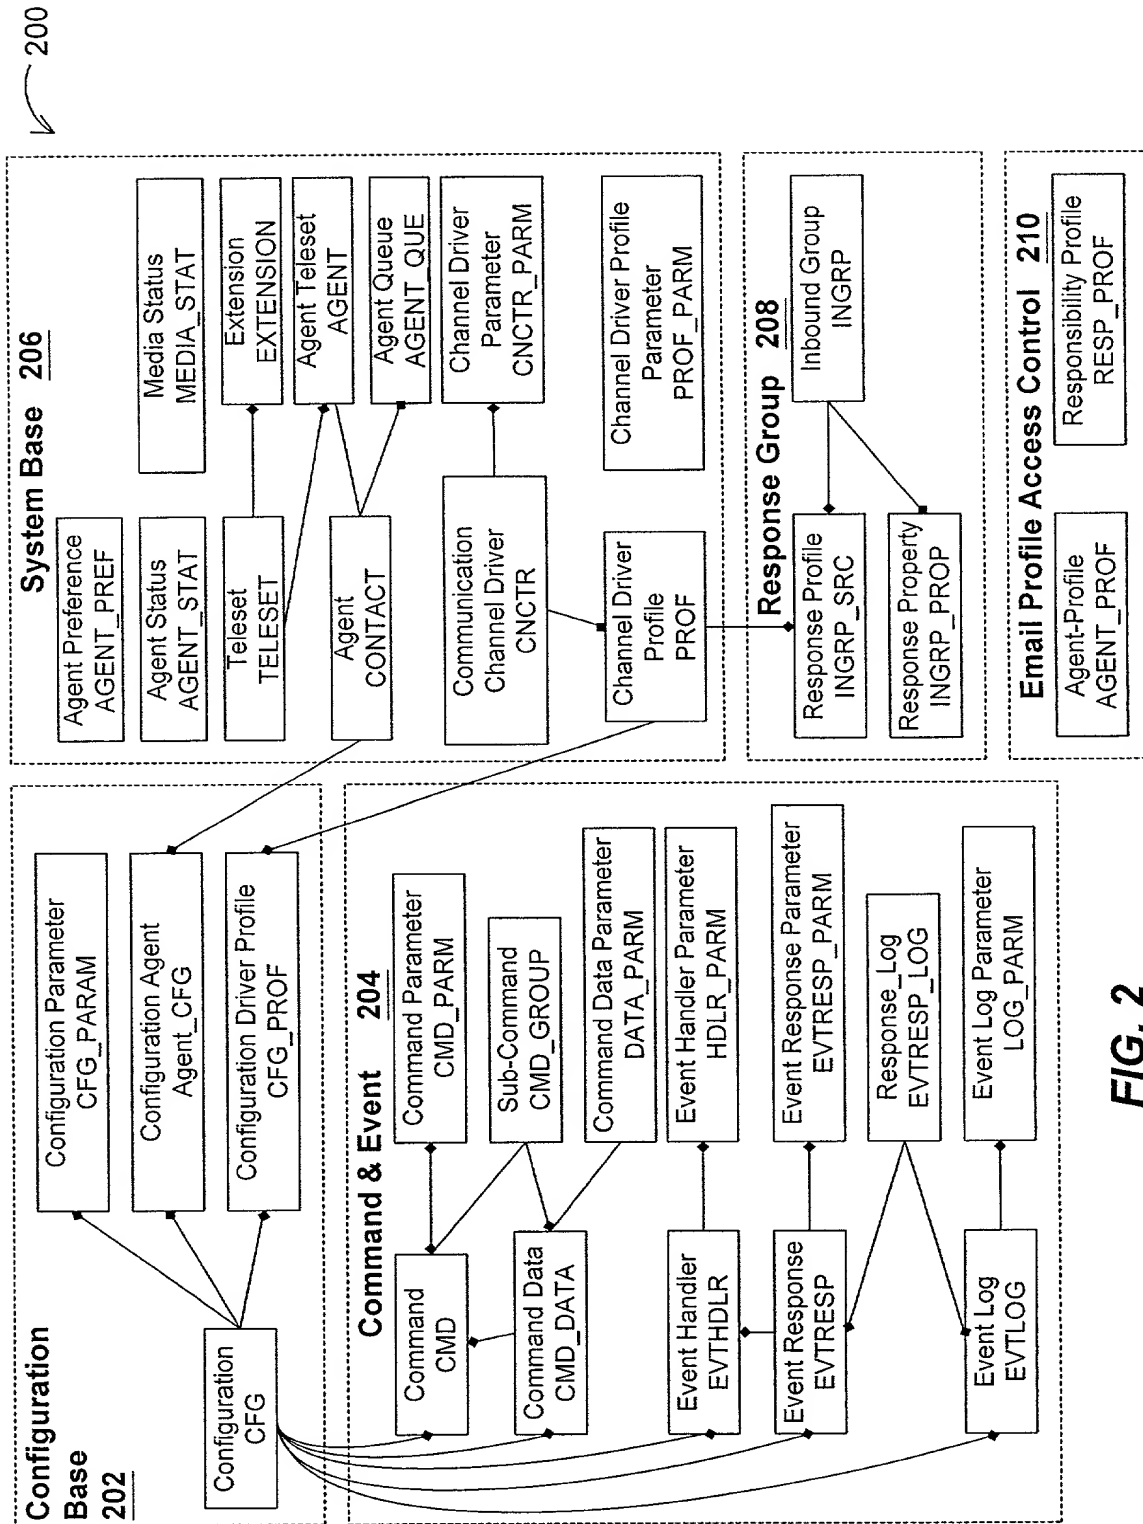 200
Configuration
Base
202
Configuration
CFG
Configuration Parameter
CFG_PARAM
Configuration Agent
Agent_CFG
Configuration Driver Profile
CFG_PROF
Command & Event 204
Command
CMD
Command Parameter
CMD_PARM
Sub-Command
CMD_GROUP
Command Data
CMD_DATA
Command Data Parameter
DATA_PARM
Event Handler
EVTHDLR
Event Handler Parameter
HDLR_PARM
Event Response
EVTRESP
Event Response Parameter
EVTRESP_PARM
Response_Log
EVTRESP_LOG
Event Log
EVTLOG
Event Log Parameter
LOG_PARM
System Base 206
Agent Preference
AGENT_PREF
Agent Status
AGENT_STAT
Media Status
MEDIA_STAT
Teleset
TELESET
Extension
EXTENSION
Agent Teleset
AGENT
Agent
CONTACT
Agent Queue
AGENT_QUE
Communication
Channel Driver
CNCTR
Channel Driver
Parameter
CNCTR_PARM
Channel Driver
Profile
PROF
Channel Driver Profile
Parameter
PROF_PARM
Response Group 208
Response Profile
INGRP_SRC
Inbound Group
INGRP
Response Property
INGRP_PROP
Email Profile Access Control 210
Agent-Profile
AGENT_PROF
Responsibility Profile
RESP_PROF
FIG. 2